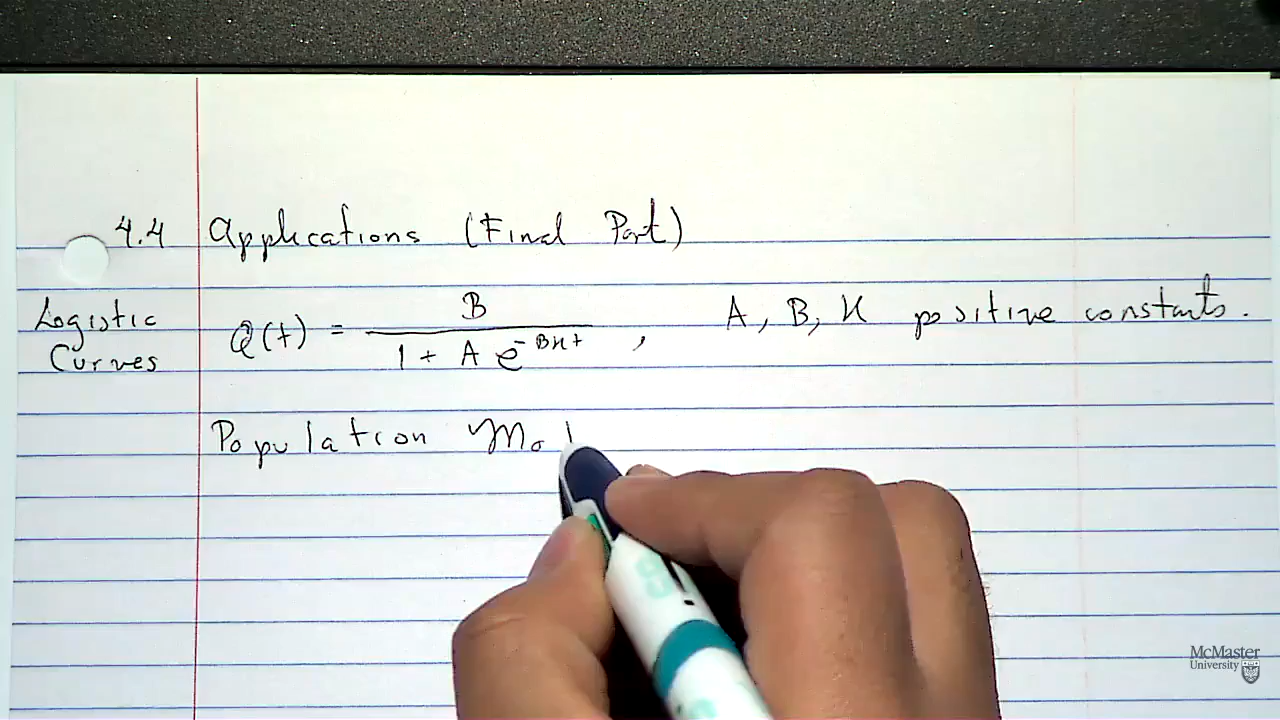 4.4 Applications (Final Part)
Logistic Curves
Q(t) = B / (1 + A e^(-Bkt)), A, B, K positive constants.
Population Mo
McMaster
University